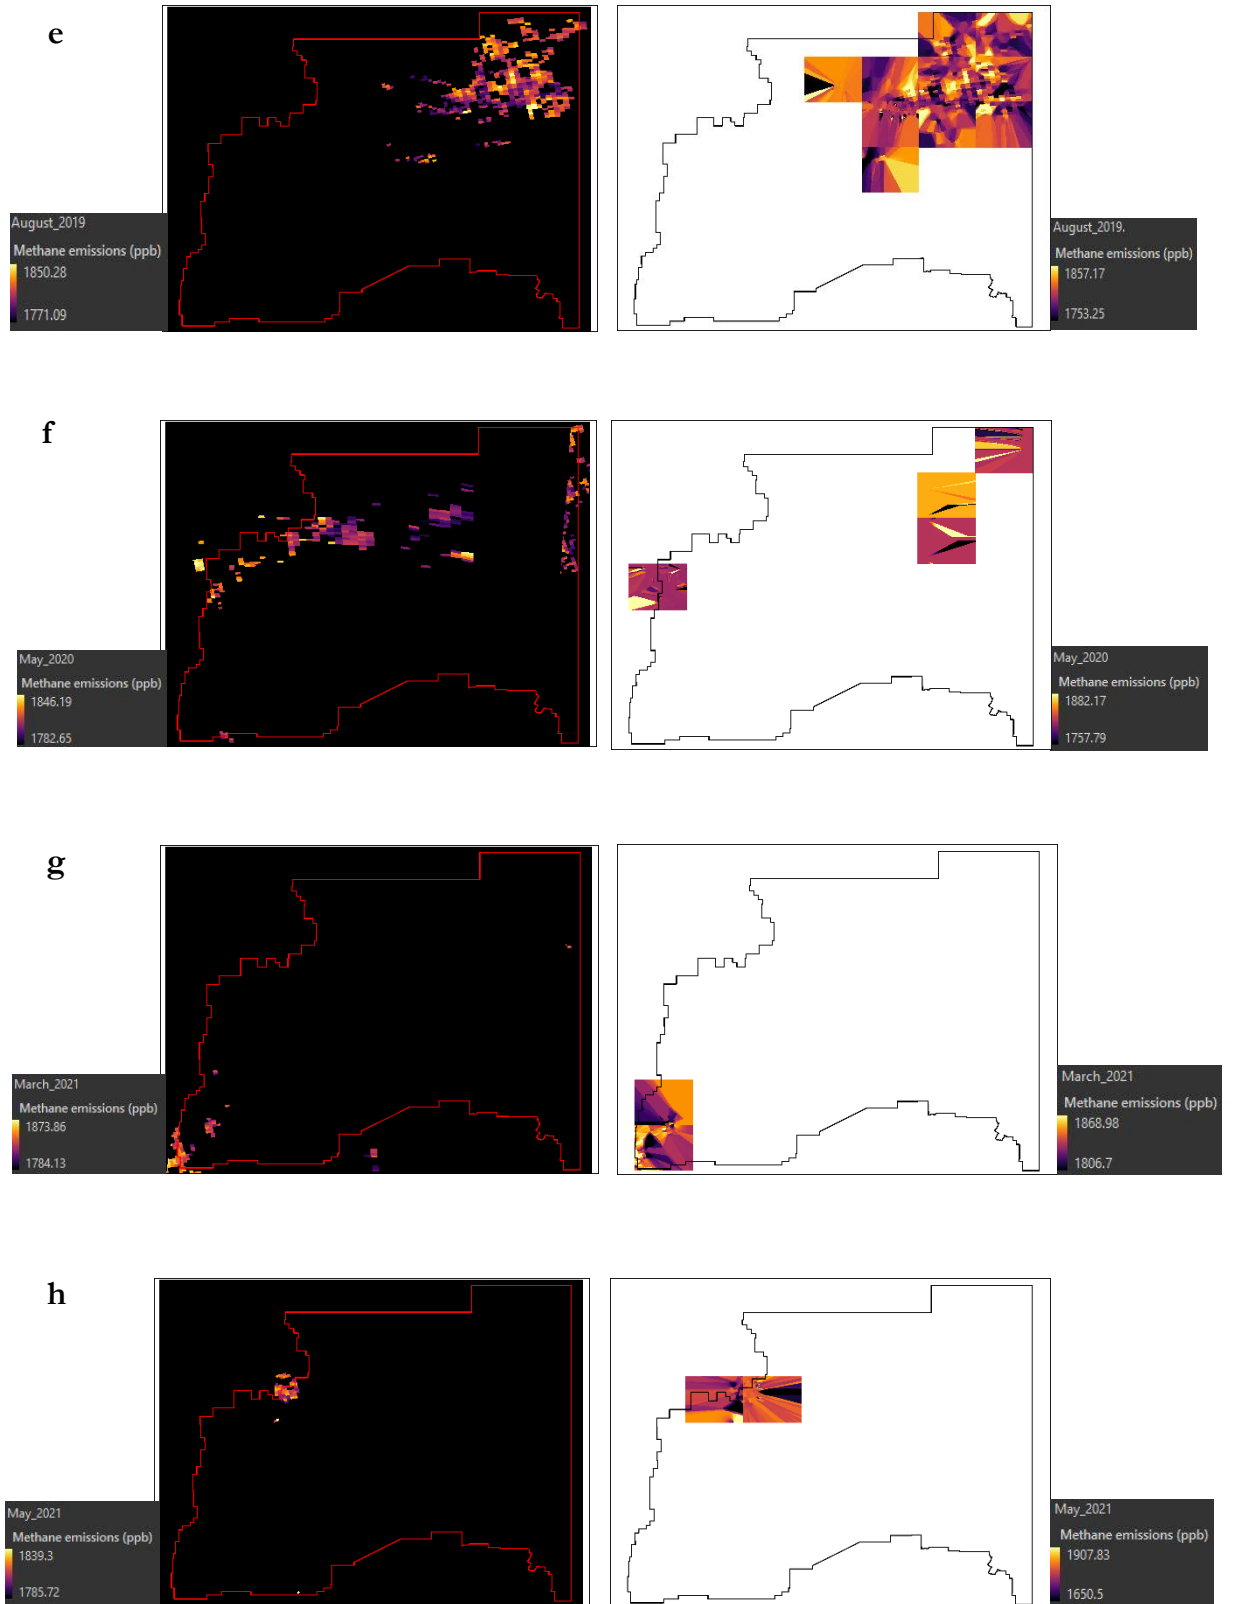 e
August_2019
Methane emissions (ppb)
1850.28
1771.09
August_2019.
Methane emissions (ppb)
1857.17
1753.25
f
May_2020
Methane emissions (ppb)
1846.19
1782.65
May_2020
Methane emissions (ppb)
1882.17
1757.79
g
March_2021
Methane emissions (ppb)
1873.86
1784.13
March_2021
Methane emissions (ppb)
1868.98
1806.7
h
May_2021
Methane emissions (ppb)
1839.3
1785.72
May_2021
Methane emissions (ppb)
1907.83
1650.5